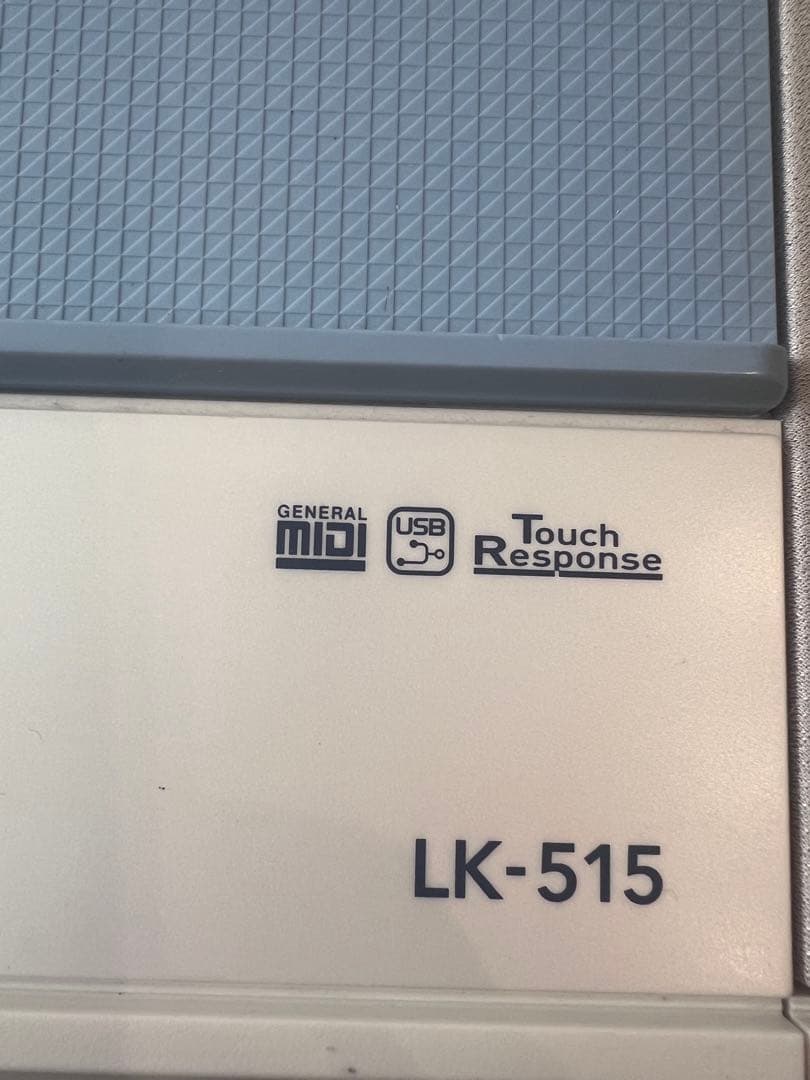 GENERAL
MIDI
USB
Touch
Response
LK-515